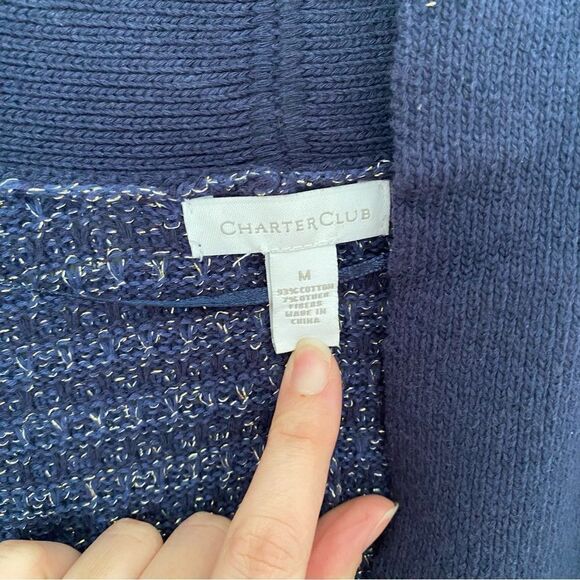 CHARTER CLUB
M
93% COTTON
7% OTHER
FIBERS
MADE IN
CHINA